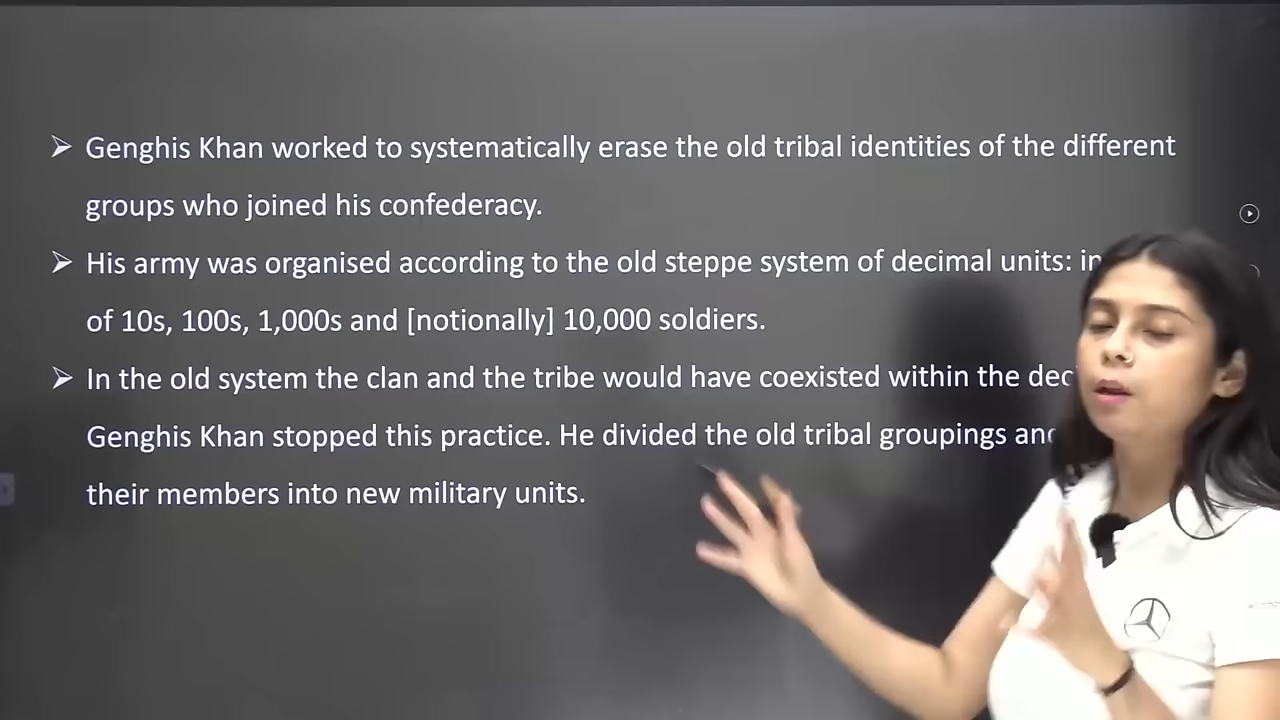 Genghis Khan worked to systematically erase the old tribal identities of the different
groups who joined his confederacy.
His army was organised according to the old steppe system of decimal units: in
of 10s, 100s, 1,000s and [notionally] 10,000 soldiers.
In the old system the clan and the tribe would have coexisted within the
Genghis Khan stopped this practice. He divided the old tribal groupings and
their members into new military units.